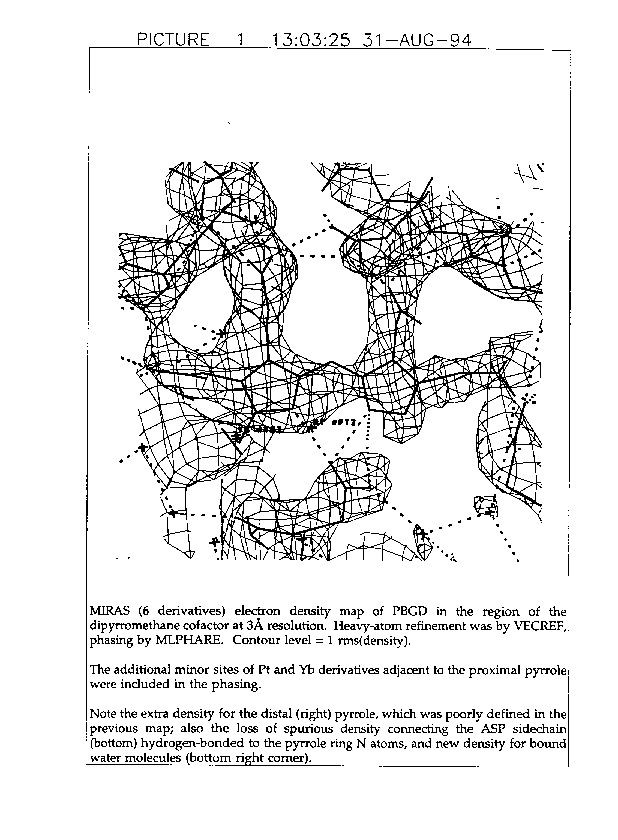 PICTURE 1 13:03:25 31-AUG-94
MIRAS (6 derivatives) electron density map of PBGD in the region of the
dipyrromethane cofactor at 3Å resolution. Heavy-atom refinement was by VECREF,
phasing by MLPHARE. Contour level = 1 rms(density).
The additional minor sites of Pt and Yb derivatives adjacent to the proximal pyrrole
were included in the phasing.
Note the extra density for the distal (right) pyrrole, which was poorly defined in the
previous map; also the loss of spurious density connecting the ASP sidechain
(bottom) hydrogen-bonded to the pyrrole ring N atoms, and new density for bound
water molecules (bottom right corner).